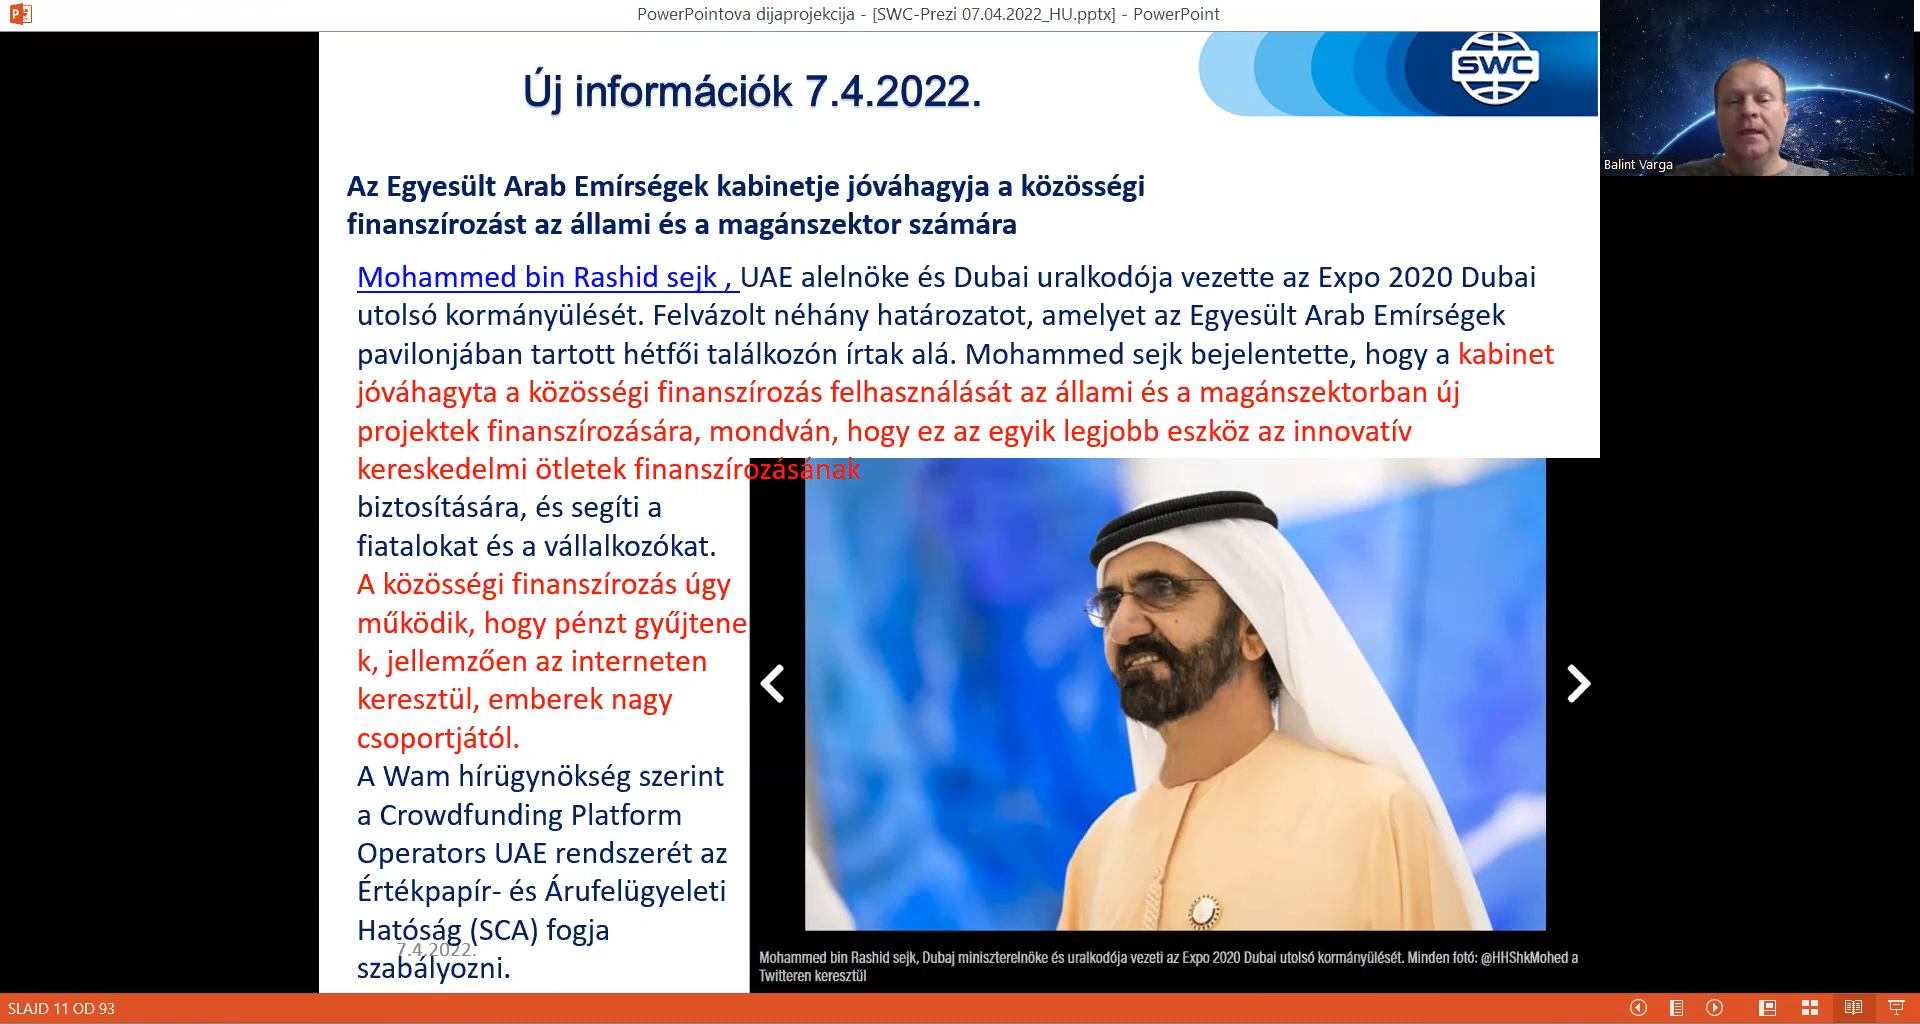 PowerPointova dijaprojekcija - [SWC-Prezi 07.04.2022_HU.pptx] - PowerPoint
SWC
Balint Varga
Új információk 7.4.2022.
Az Egyesült Arab Emírségek kabinetje jóváhagyja a közösségi
finanszírozást az állami és a magánszektor számára
Mohammed bin Rashid sejk , UAE alelnöke és Dubai uralkodója vezette az Expo 2020 Dubai
utolsó kormányülését. Felvázolt néhány határozatot, amelyet az Egyesült Arab Emírségek
pavilonjában tartott hétfői találkozón írtak alá. Mohammed sejk bejelentette, hogy a kabinet
jóváhagyta a közösségi finanszírozás felhasználását az állami és a magánszektorban új
projektek finanszírozására, mondván, hogy ez az egyik legjobb eszköz az innovatív
kereskedelmi ötletek finanszírozásának
biztosítására, és segíti a
fiatalokat és a vállalkozókat.
A közösségi finanszírozás úgy
működik, hogy pénzt gyűjtene
k, jellemzően az interneten
keresztül, emberek nagy
csoportjától.
A Wam hírügynökség szerint
a Crowdfunding Platform
Operators UAE rendszerét az
Értékpapír- és Árufelügyeleti
Hatóság (SCA) fogja
szabályozni.
7.4.2022.
Mohammed bin Rashid sejk, Dubaj miniszterelnöke és uralkodója vezeti az Expo 2020 Dubai utolsó kormányülését. Minden fotó: @HHShkMohed a
Twitteren keresztül
SLAJD 11 OD 93